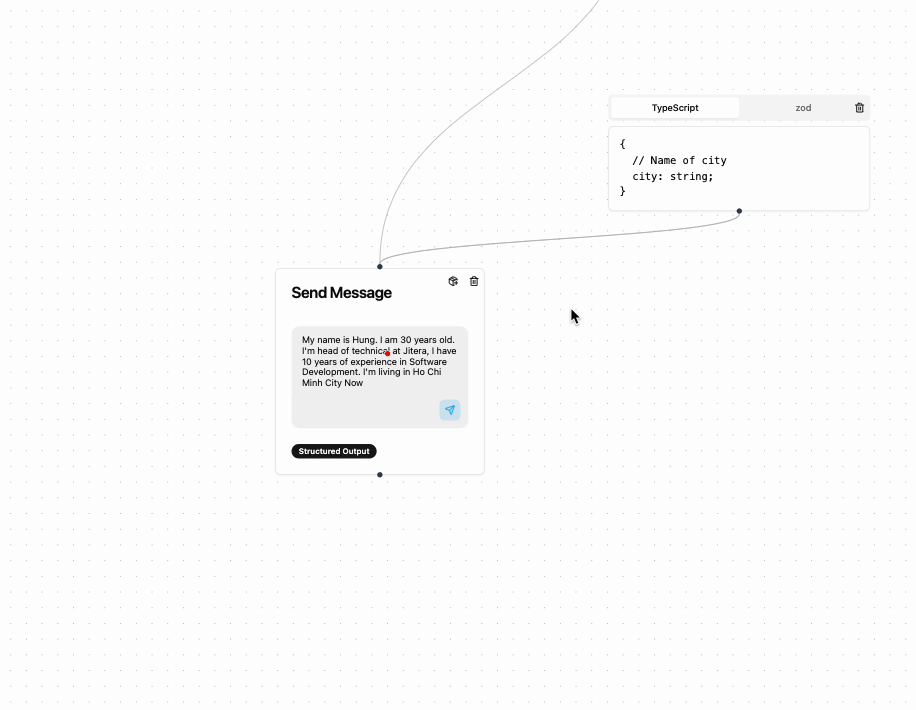 TypeScript zod
{
// Name of city
city: string;
}
Send Message
My name is Hung. I am 30 years old.
I'm head of technical at Jitera, I have
10 years of experience in Software
Development. I'm living in Ho Chi
Minh City Now
Structured Output